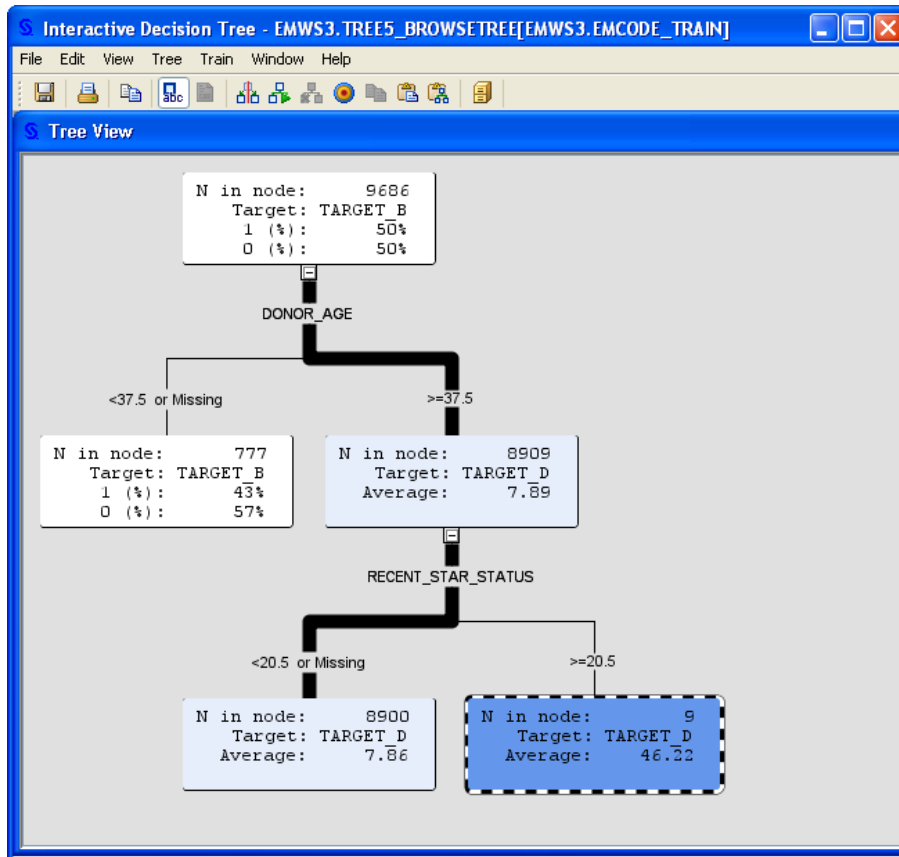 Interactive Decision Tree - EMWS3.TREE5_BROWSETREE[EMWS3.EMCODE_TRAIN]
File Edit View Tree Train Window Help
abc
Tree View
N in node: 9686
Target: TARGET_B
1 (%): 50%
0 (%): 50%
DONOR_AGE
<37.5 or Missing
>=37.5
N in node: 777
Target: TARGET_B
1 (%): 43%
0 (%): 57%
N in node: 8909
Target: TARGET_D
Average: 7.89
RECENT_STAR_STATUS
<20.5 or Missing
>=20.5
N in node: 8900
Target: TARGET_D
Average: 7.86
N in node: 9
Target: TARGET_D
Average: 46.22